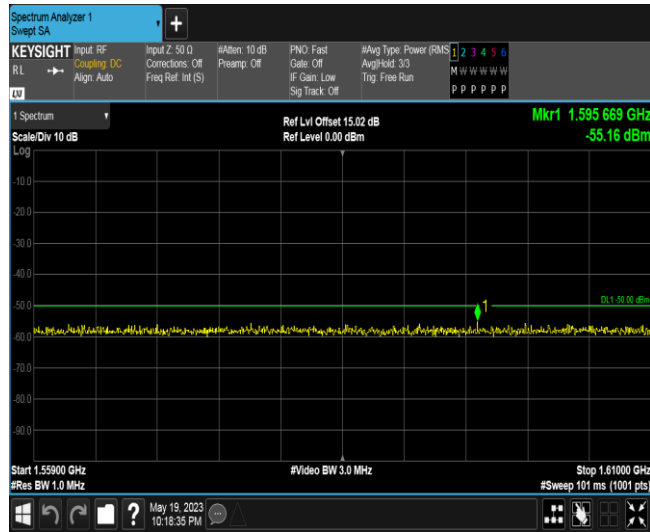 Spectrum Analyzer 1
Swept SA
+
KEYSIGHT
RL
LXI
Input: RF
Coupling: DC
Align: Auto
Input Z: 50 Ω
Corrections: Off
Freq Ref: Int (S)
#Atten: 10 dB
Preamp: Off
PNO: Fast
Gate: Off
IF Gain: Low
Sig Track: Off
#Avg Type: Power (RMS
Avg|Hold: 3/3
Trig: Free Run
1 2 3 4 5 6
M W W W W W
P P P P P P
1 Spectrum
Scale/Div 10 dB
Log
Ref Lvl Offset 15.02 dB
Ref Level 0.00 dBm
Mkr1 1.595 669 GHz
-55.16 dBm
-10.0
-20.0
-30.0
-40.0
-50.0
1
DL1 -50.00 dBm
-60.0
-70.0
-80.0
-90.0
Start 1.55900 GHz
#Video BW 3.0 MHz
Stop 1.61000 GHz
#Res BW 1.0 MHz
#Sweep 101 ms (1001 pts)
?
May 19, 2023
10:18:35 PM